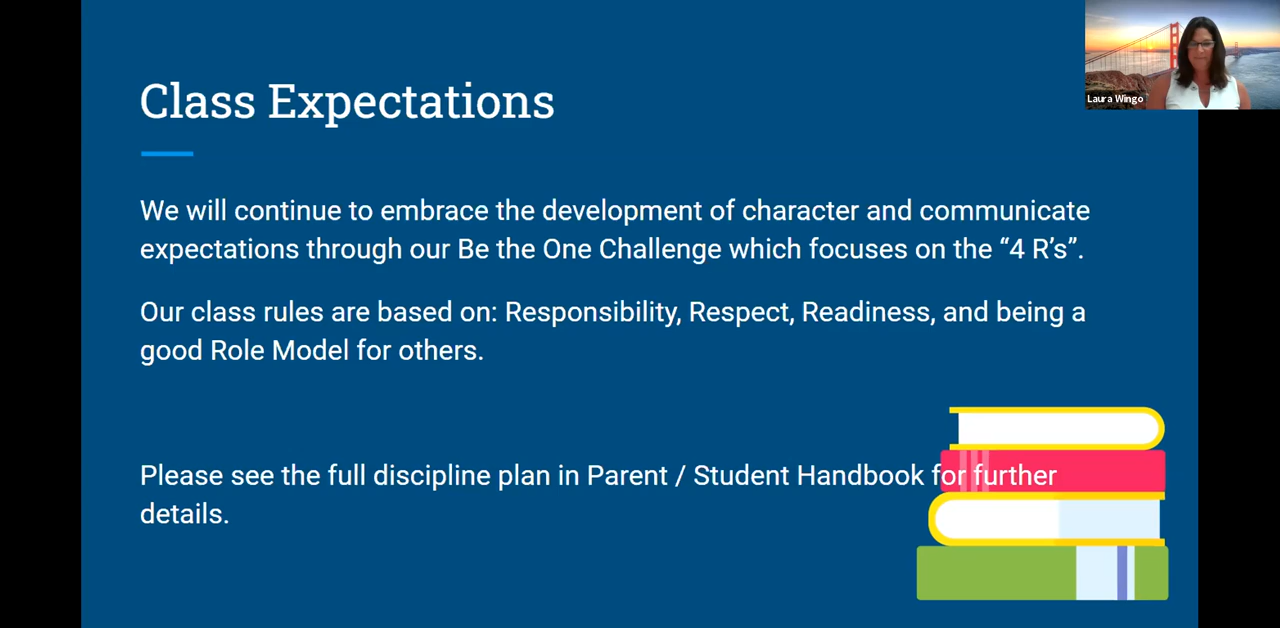 Class Expectations
Laura Wingo
We will continue to embrace the development of character and communicate
expectations through our Be the One Challenge which focuses on the “4 R’s”.
Our class rules are based on: Responsibility, Respect, Readiness, and being a
good Role Model for others.
Please see the full discipline plan in Parent / Student Handbook for further
details.